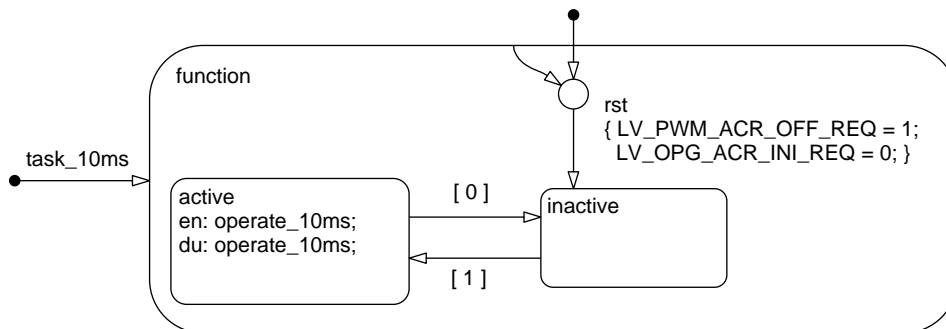 function
rst
{ LV_PWM_ACR_OFF_REQ = 1;
LV_OPG_ACR_INI_REQ = 0; }
task_10ms
active
en: operate_10ms;
du: operate_10ms;
[ 0 ]
inactive
[ 1 ]